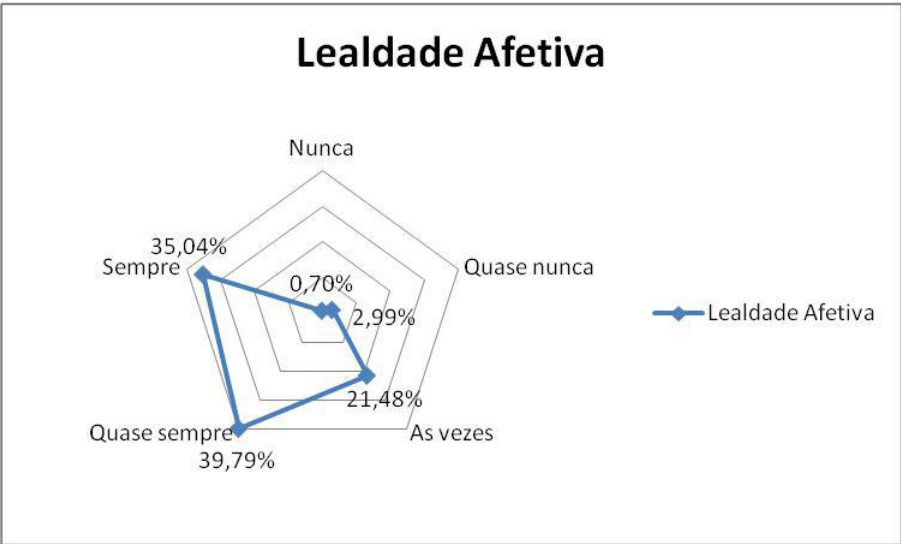 Lealdade Afetiva
Nunca
35,04%
Sempre
Quase nunca
0,70%
2,99%
Lealdade Afetiva
21,48%
Quase sempre
As vezes
39,79%